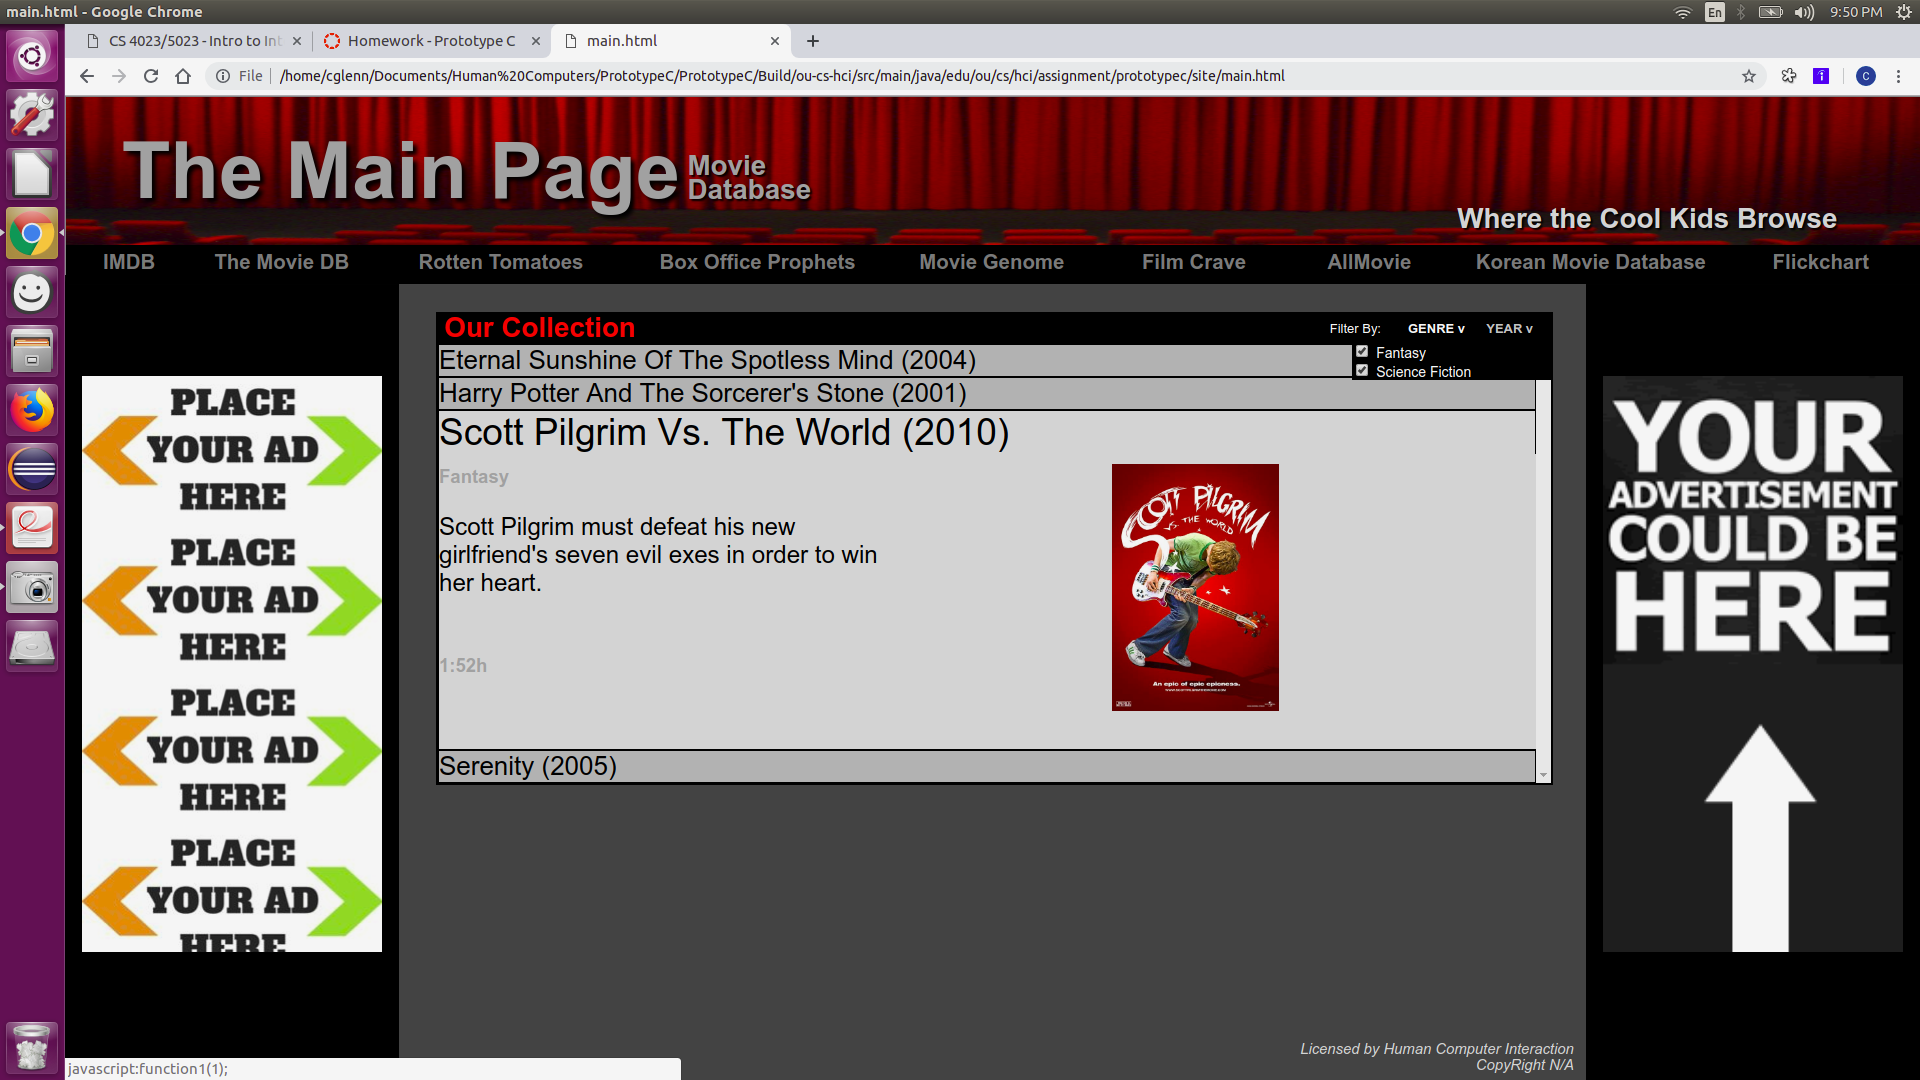 main.html - Google Chrome
En
9:50 PM
CS 4023/5023 - Intro to Int
Homework - Prototype C
main.html
File
/home/cglenn/Documents/Human%20Computers/PrototypeC/PrototypeC/Build/ou-cs-hci/src/main/java/edu/ou/cs/hci/assignment/prototypec/site/main.html
C
The Main Page
Movie
Database
Where the Cool Kids Browse
IMDB
The Movie DB
Rotten Tomatoes
Box Office Prophets
Movie Genome
Film Crave
AllMovie
Korean Movie Database
Flickchart
Our Collection
Filter By:
GENRE v
YEAR v
Fantasy
Science Fiction
Eternal Sunshine Of The Spotless Mind (2004)
Harry Potter And The Sorcerer's Stone (2001)
Scott Pilgrim Vs. The World (2010)
Fantasy
Scott Pilgrim must defeat his new
girlfriend's seven evil exes in order to win
her heart.
1:52h
SCOTT PILGRIM
VS. THE WORLD
An epic of epic epicness.
Serenity (2005)
PLACE
YOUR AD
HERE
PLACE
YOUR AD
HERE
PLACE
YOUR AD
HERE
PLACE
YOUR AD
HERE
YOUR
ADVERTISEMENT
COULD BE
HERE
Licensed by Human Computer Interaction
CopyRight N/A
javascript:function1(1);